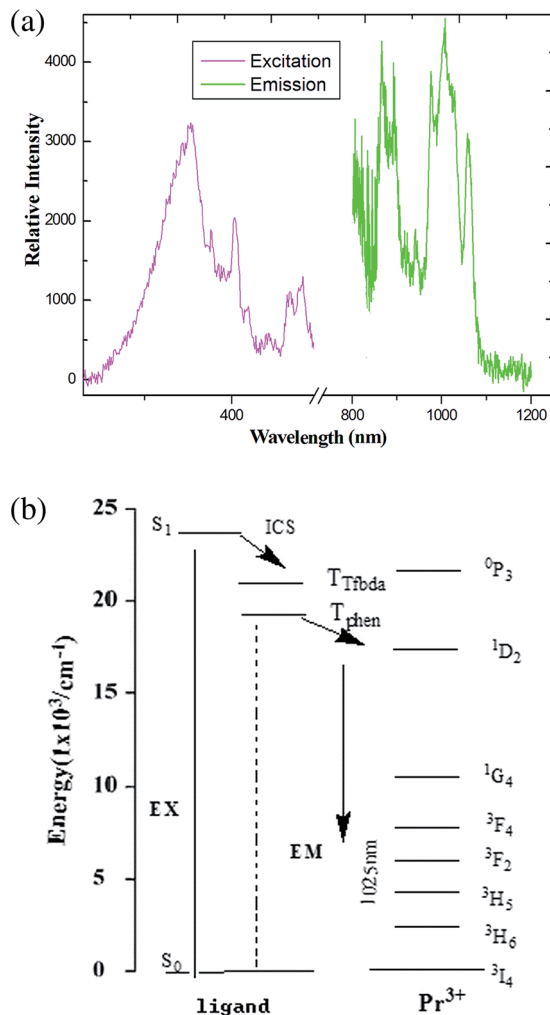 (a)
Excitation
Emission
Relative Intensity
5000
4000
3000
2000
1000
0
400
800
1000
1200
Wavelength (nm)
(b)
Energy(1x10³/cm⁻¹)
25
20
15
10
5
0
S₁
ICS
T_Tfbda
T_phen
⁰P₃
¹D₂
¹G₄
³F₄
³F₂
³H₅
³H₆
³I₄
EX
EM
1025nm
S₀
ligand
Pr³⁺